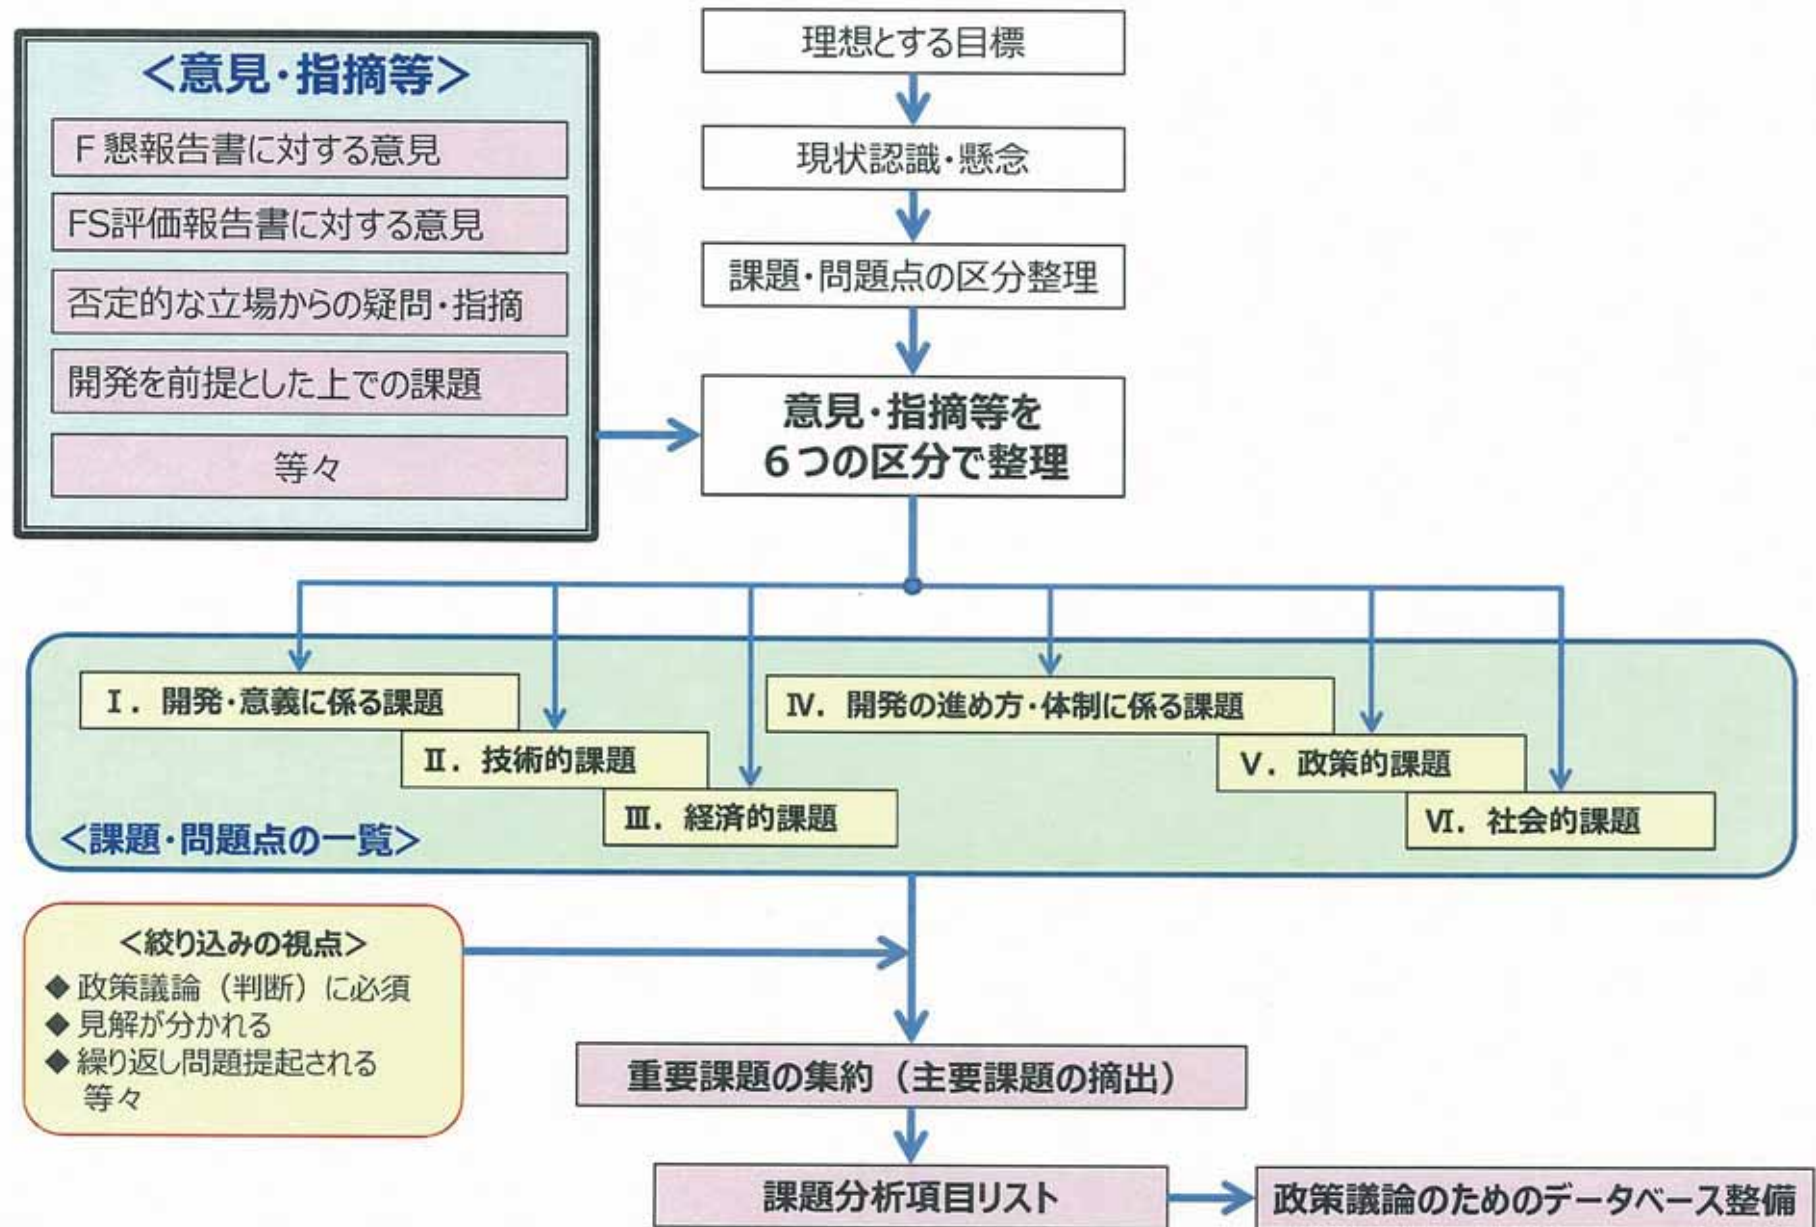 <意見・指摘等>
F 懇報告書に対する意見
FS評価報告書に対する意見
否定的な立場からの疑問・指摘
開発を前提とした上での課題
等々
理想とする目標
現状認識・懸念
課題・問題点の区分整理
意見・指摘等を
6つの区分で整理
Ⅰ. 開発・意義に係る課題
Ⅱ. 技術的課題
Ⅲ. 経済的課題
Ⅳ. 開発の進め方・体制に係る課題
Ⅴ. 政策的課題
Ⅵ. 社会的課題
<課題・問題点の一覧>
<絞り込みの視点>
◆ 政策議論（判断）に必須
◆ 見解が分かれる
◆ 繰り返し問題提起される
等々
重要課題の集約（主要課題の摘出）
課題分析項目リスト
政策議論のためのデータベース整備